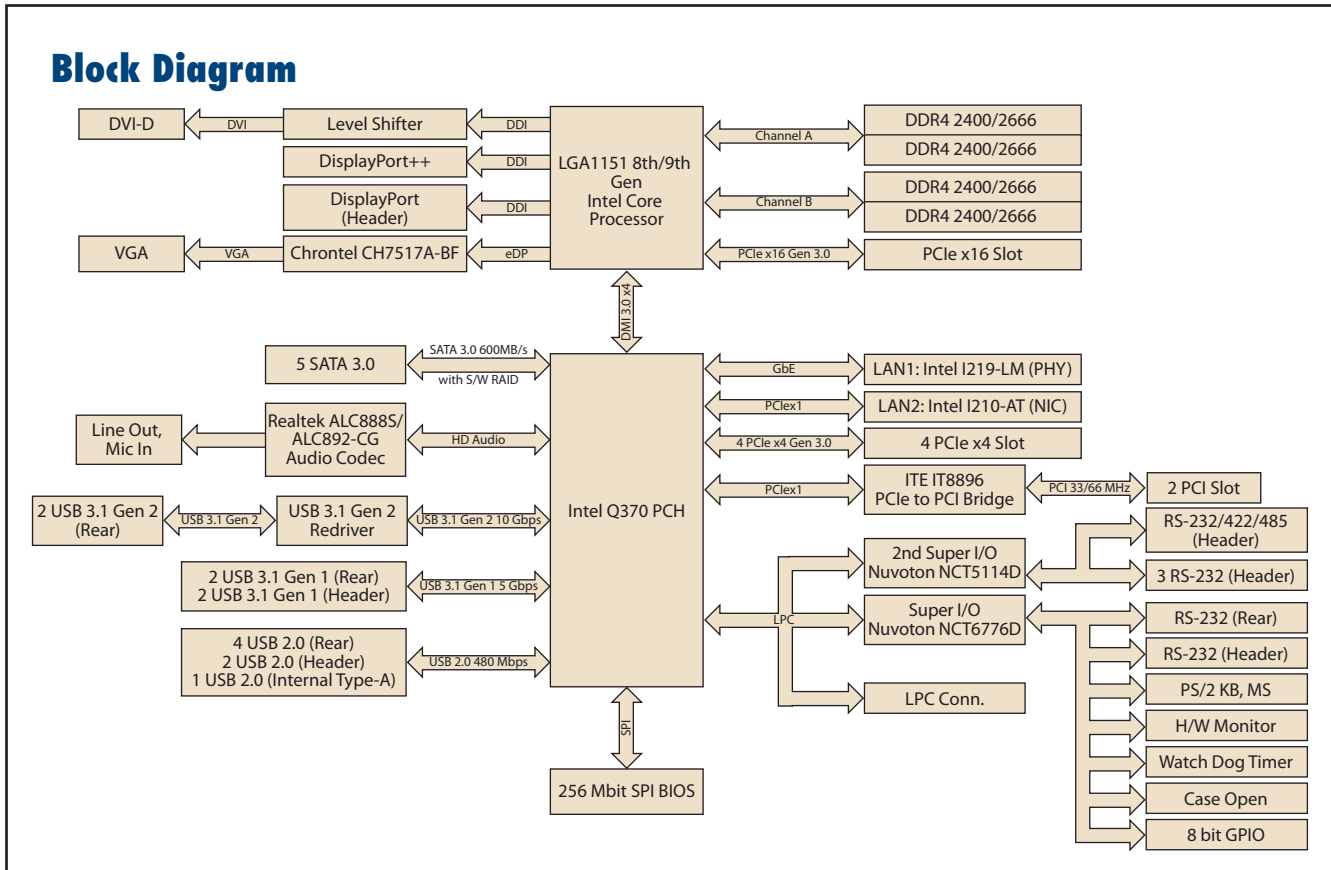 Block Diagram
DVI-D
DVI
Level Shifter
DDI
DisplayPort++
DDI
DisplayPort
(Header)
DDI
VGA
VGA
Chrontel CH7517A-BF
eDP
LGA1151 8th/9th
Gen
Intel Core
Processor
Channel A
DDR4 2400/2666
DDR4 2400/2666
Channel B
DDR4 2400/2666
DDR4 2400/2666
PCIe x16 Gen 3.0
PCIe x16 Slot
DMI 3.0 x4
5 SATA 3.0
SATA 3.0 600MB/s
with S/W RAID
Line Out,
Mic In
Realtek ALC888S/
ALC892-CG
Audio Codec
HD Audio
2 USB 3.1 Gen 2
(Rear)
USB 3.1 Gen 2
USB 3.1 Gen 2
Redriver
USB 3.1 Gen 2 10 Gbps
2 USB 3.1 Gen 1 (Rear)
2 USB 3.1 Gen 1 (Header)
USB 3.1 Gen 1 5 Gbps
4 USB 2.0 (Rear)
2 USB 2.0 (Header)
1 USB 2.0 (Internal Type-A)
USB 2.0 480 Mbps
Intel Q370 PCH
GbE
LAN1: Intel I219-LM (PHY)
PCIex1
LAN2: Intel I210-AT (NIC)
4 PCIe x4 Gen 3.0
4 PCIe x4 Slot
PCIex1
ITE IT8896
PCIe to PCI Bridge
PCI 33/66 MHz
2 PCI Slot
LPC
2nd Super I/O
Nuvoton NCT5114D
RS-232/422/485
(Header)
3 RS-232 (Header)
Super I/O
Nuvoton NCT6776D
RS-232 (Rear)
RS-232 (Header)
PS/2 KB, MS
H/W Monitor
Watch Dog Timer
Case Open
8 bit GPIO
LPC Conn.
SPI
256 Mbit SPI BIOS